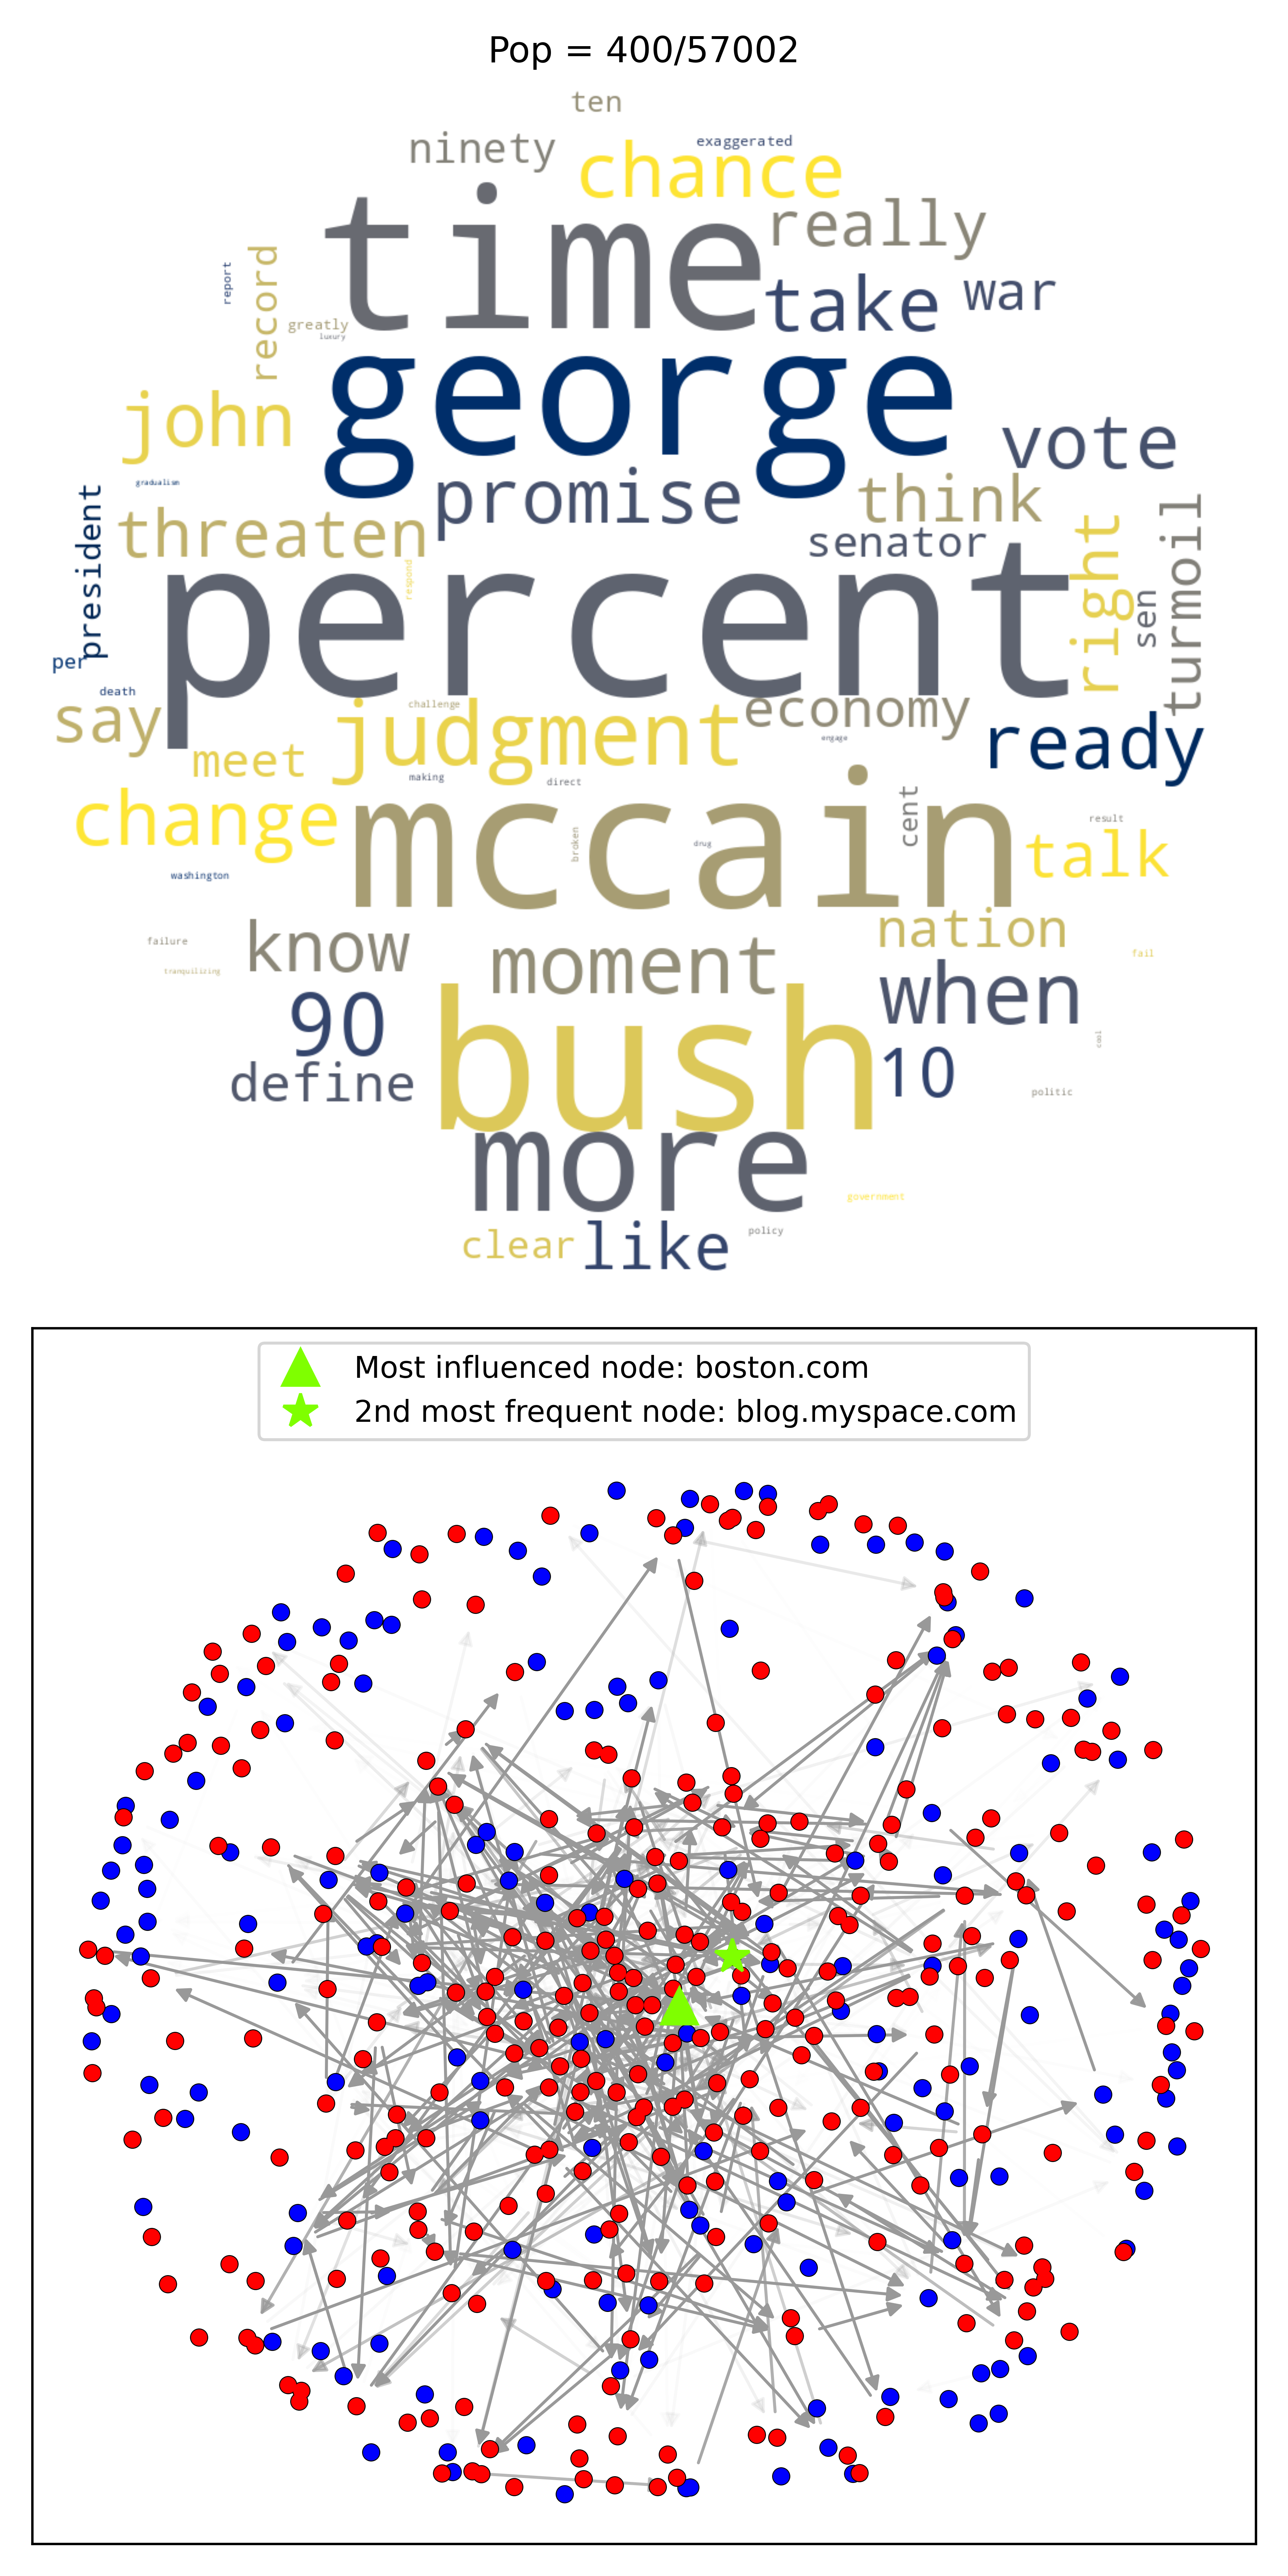 Pop = 400/57002
ten
ninety
exaggerated
chance
time
really
report
record
take
war
greatly
luxury
george
john
vote
gradualism
promise
think
president
threaten
senator
right
turmoil
respond
percent
sen
per
death
say
challenge
judgment
economy
engage
ready
meet
making
direct
change
mccain
cent
broken
drug
result
talk
washington
failure
know
moment
nation
fail
tranquilizing
90
when
define
bush
10
cool
politic
more
government
clear
like
policy
Most influenced node: boston.com
2nd most frequent node: blog.myspace.com